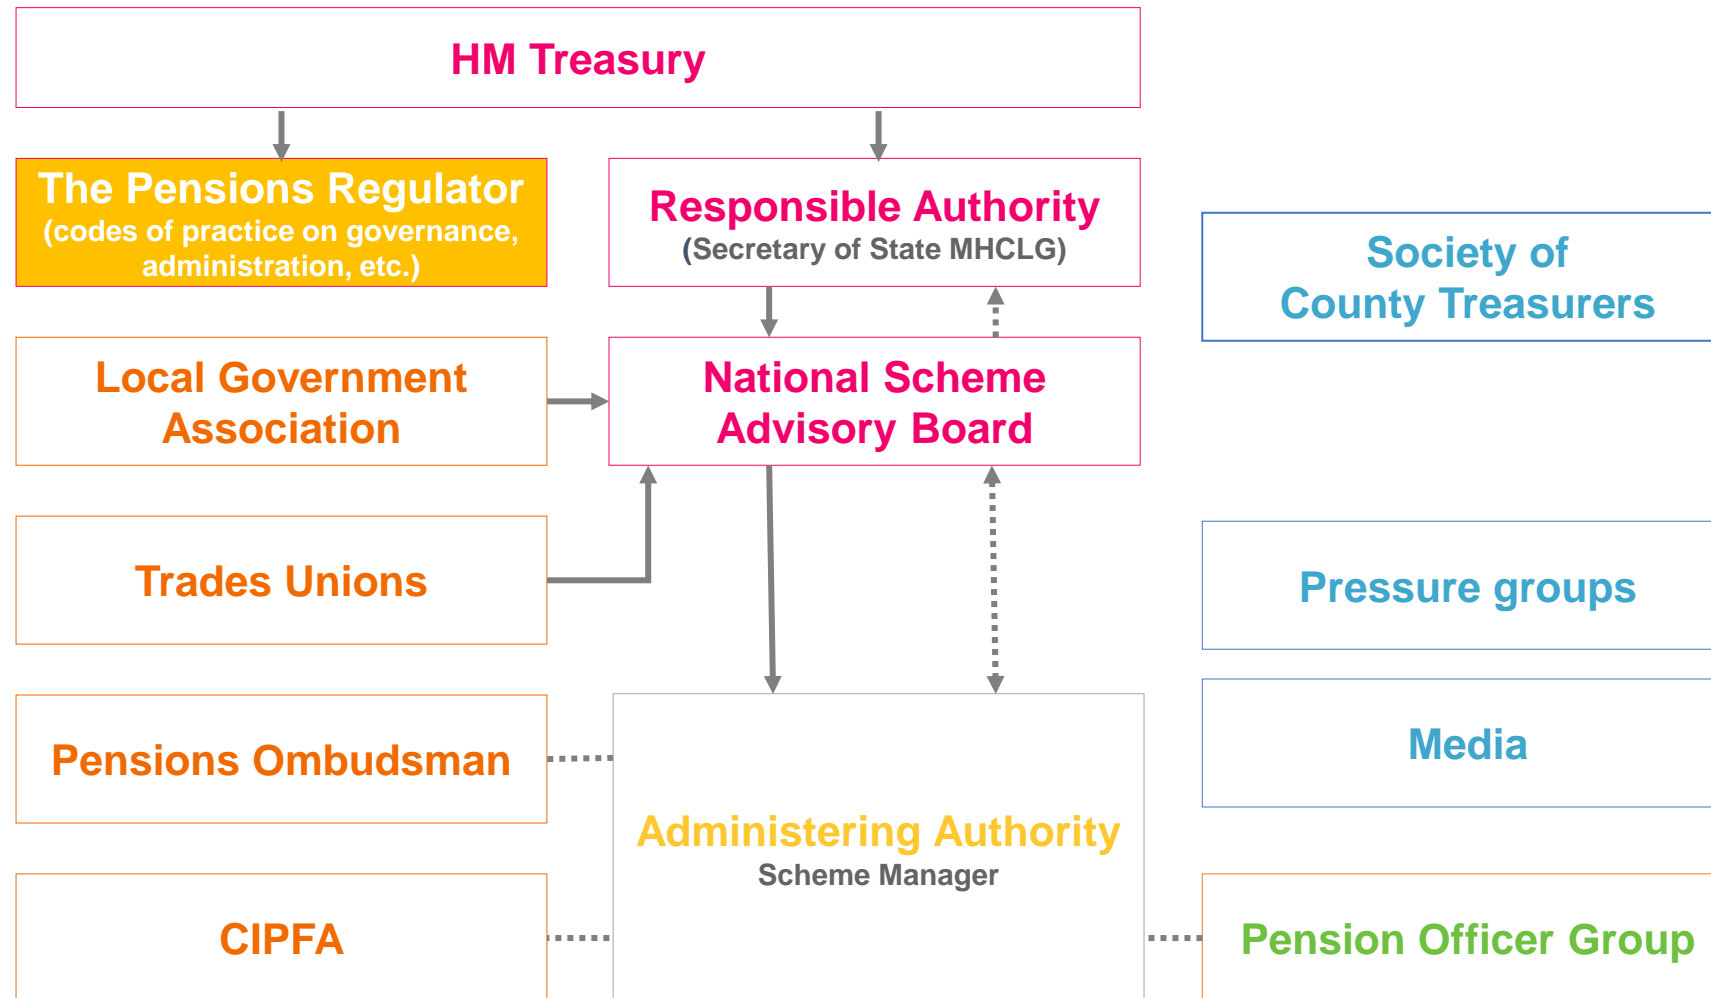 HM Treasury
The Pensions Regulator
(codes of practice on governance,
administration, etc.)
Responsible Authority
(Secretary of State MHCLG)
Society of
County Treasurers
Local Government
Association
National Scheme
Advisory Board
Trades Unions
Pressure groups
Pensions Ombudsman
Media
Administering Authority
Scheme Manager
CIPFA
Pension Officer Group